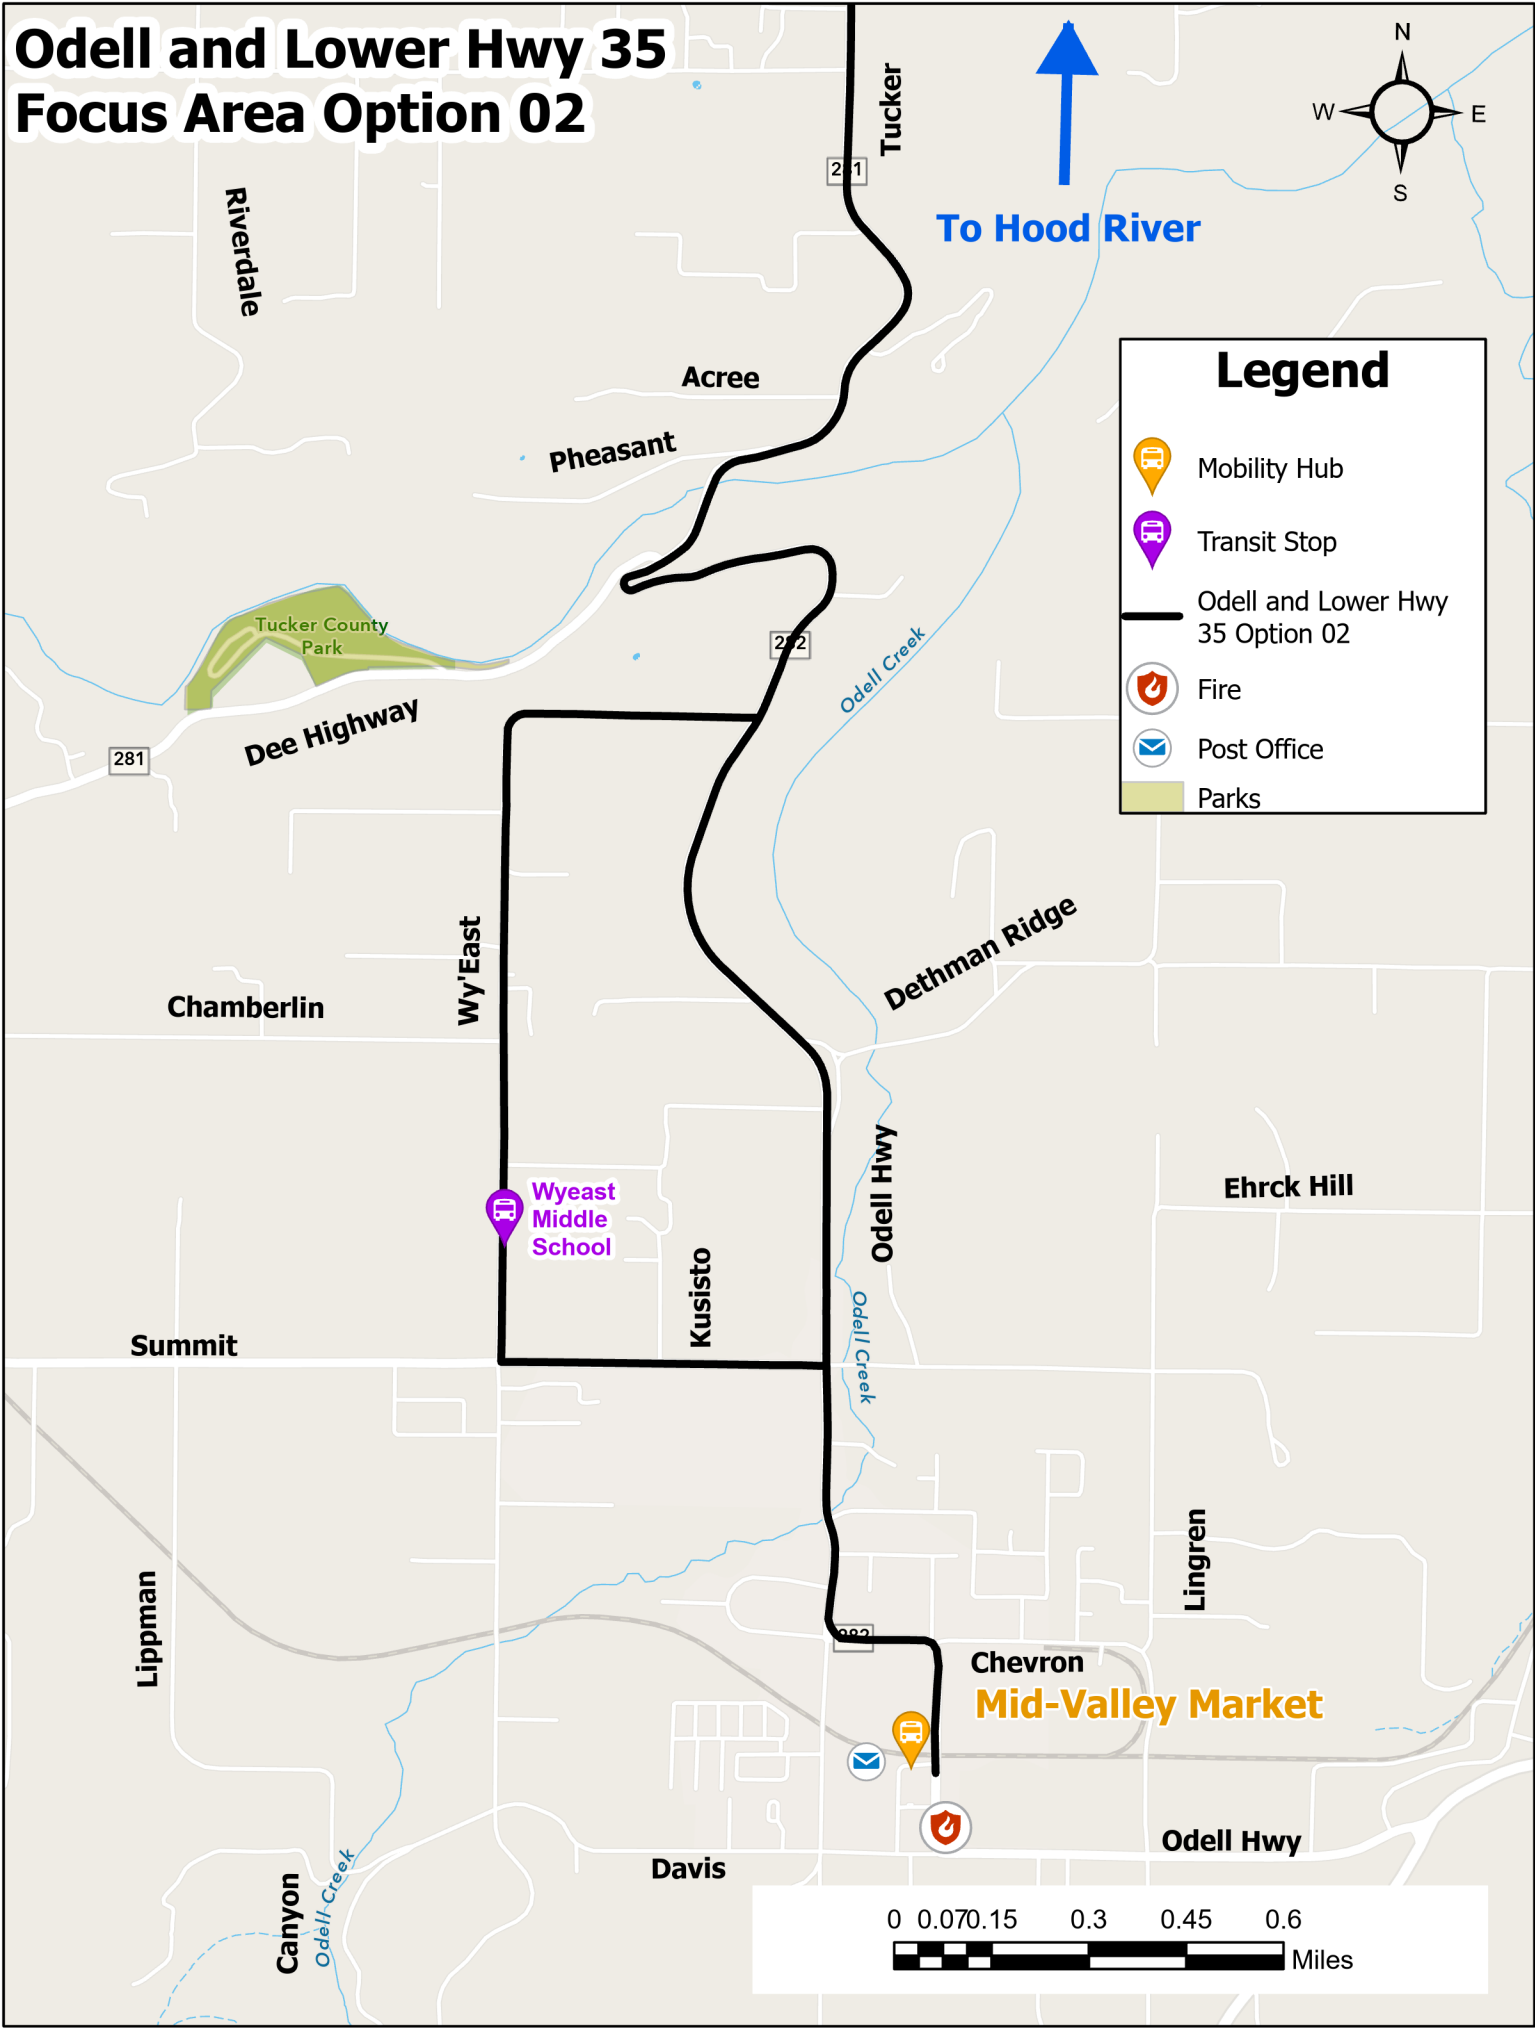 Odell and Lower Hwy 35
Focus Area Option 02
N
W
E
S
Tucker
281
To Hood River
Riverdale
Legend
Mobility Hub
Transit Stop
Odell and Lower Hwy
35 Option 02
Fire
Post Office
Parks
Acree
Pheasant
Tucker County
Park
282
Odell Creek
Dee Highway
281
Wy'East
Dethman Ridge
Chamberlin
Odell Hwy
Wyeast
Middle
School
Ehrck Hill
Kusisto
Summit
Odell Creek
Lippman
Lingren
282
Chevron
Mid-Valley Market
Odell Hwy
Davis
Canyon
Odell Creek
0 0.07 0.15 0.3 0.45 0.6
Miles